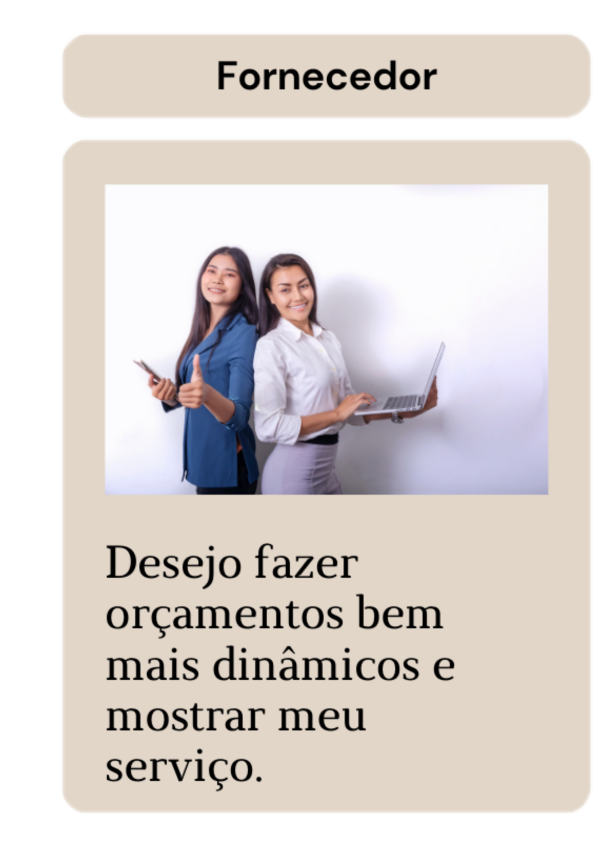 Fornecedor
Desejo fazer
orçamentos bem
mais dinâmicos e
mostrar meu
serviço.